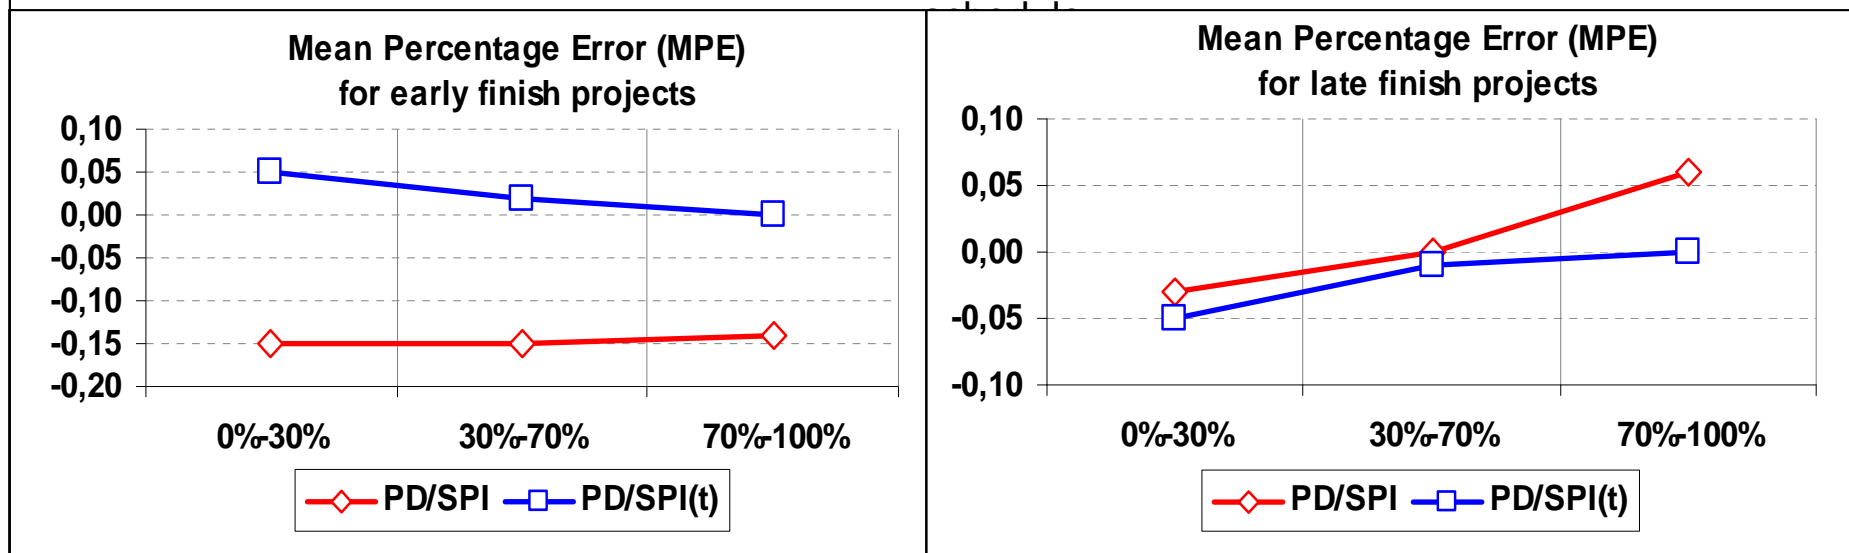 Mean Percentage Error (MPE)
for early finish projects
0,10
0,05
0,00
-0,05
-0,10
-0,15
-0,20
0%-30%
30%-70%
70%-100%
PD/SPI
PD/SPI(t)
Mean Percentage Error (MPE)
for late finish projects
0,10
0,05
0,00
-0,05
-0,10
0%-30%
30%-70%
70%-100%
PD/SPI
PD/SPI(t)